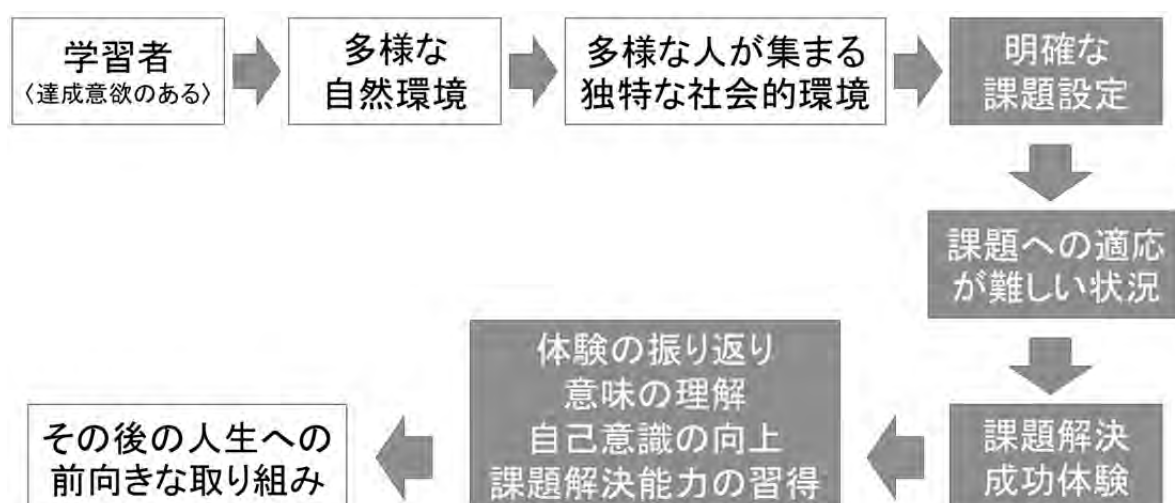 学習者
〈達成意欲のある〉
多様な
自然環境
多様な人が集まる
独特な社会的環境
明確な
課題設定
課題への適応
が難しい状況
課題解決
成功体験
体験の振り返り
意味の理解
自己意識の向上
課題解決能力の習得
その後の人生への
前向きな取り組み